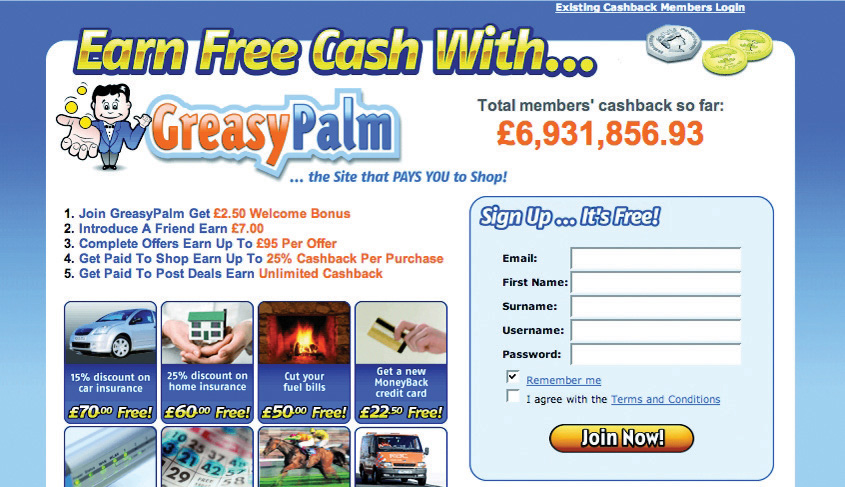 Existing Cashback Members Login
Earn Free Cash With...
GreasyPalm
... the Site that PAYS YOU to Shop!
Total members' cashback so far:
£6,931,856.93
1. Join GreasyPalm Get £2.50 Welcome Bonus
2. Introduce A Friend Earn £7.00
3. Complete Offers Earn Up To £95 Per Offer
4. Get Paid To Shop Earn Up To 25% Cashback Per Purchase
5. Get Paid To Post Deals Earn Unlimited Cashback
15% discount on
car insurance
£70.00 Free!
25% discount on
home insurance
£60.00 Free!
Cut your
fuel bills
£50.00 Free!
Get a new
MoneyBack
credit card
£22.50 Free!
Sign Up ... It's Free!
Email:
First Name:
Surname:
Username:
Password:
Remember me
I agree with the Terms and Conditions
Join Now!